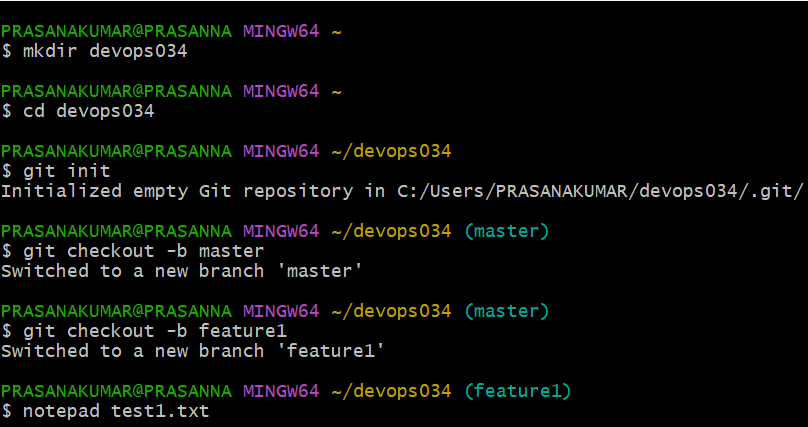 PRASANAKUMAR@PRASANNA MINGW64 ~
$ mkdir devops034
PRASANAKUMAR@PRASANNA MINGW64 ~
$ cd devops034
PRASANAKUMAR@PRASANNA MINGW64 ~/devops034
$ git init
Initialized empty Git repository in C:/Users/PRASANAKUMAR/devops034/.git/
PRASANAKUMAR@PRASANNA MINGW64 ~/devops034 (master)
$ git checkout -b master
Switched to a new branch 'master'
PRASANAKUMAR@PRASANNA MINGW64 ~/devops034 (master)
$ git checkout -b feature1
Switched to a new branch 'feature1'
PRASANAKUMAR@PRASANNA MINGW64 ~/devops034 (feature1)
$ notepad test1.txt